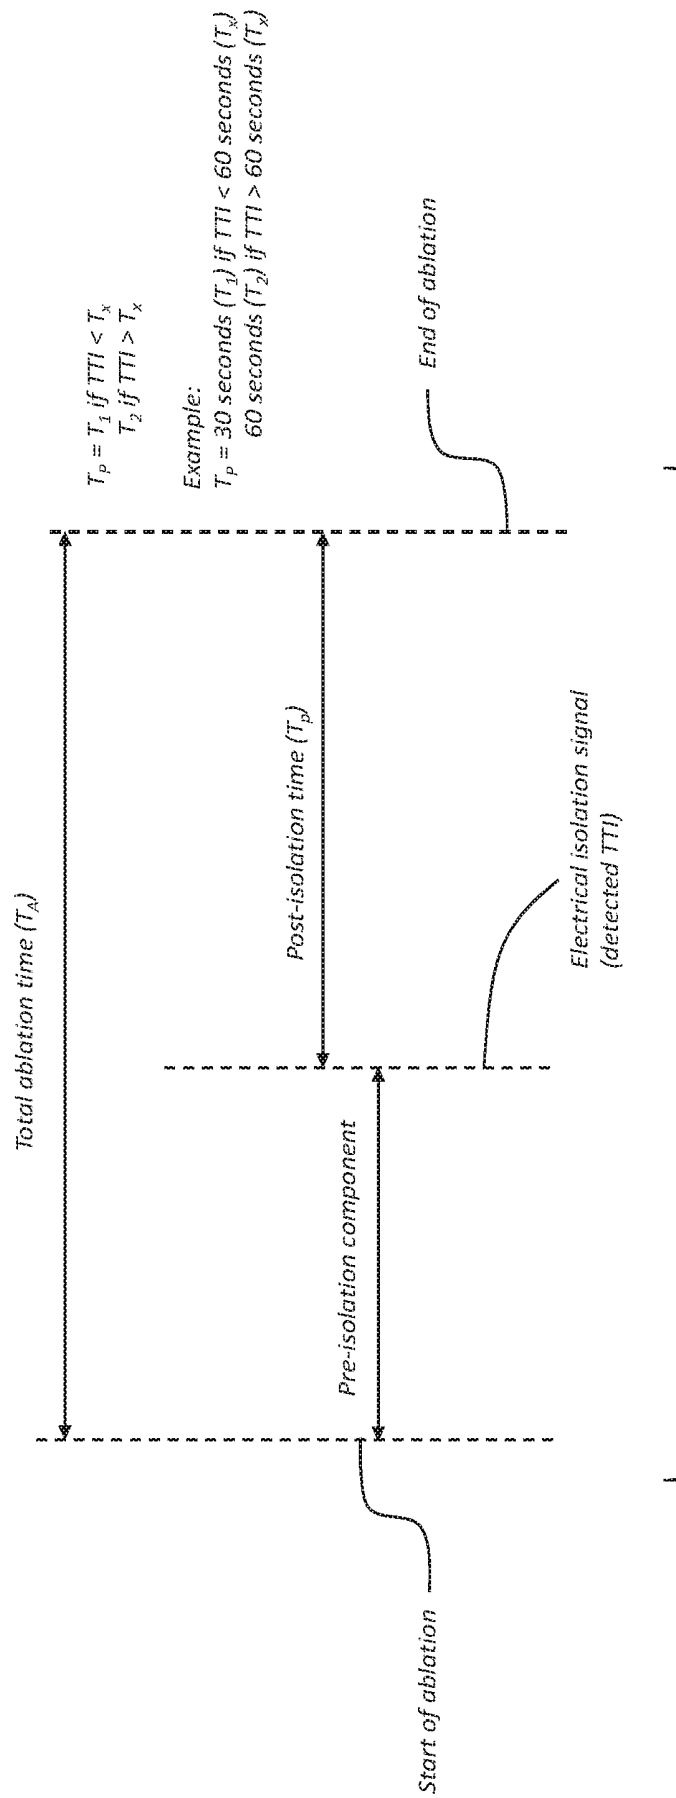 Total ablation time (T_A)
T_p = T_1 if TTI < T_x
T_2 if TTI > T_x
Example:
T_p = 30 seconds (T_1) if TTI < 60 seconds (T_x)
60 seconds (T_2) if TTI > 60 seconds (T_x)
Post-isolation time (T_p)
Pre-isolation component
Start of ablation
End of ablation
Electrical isolation signal
(detected TTI)